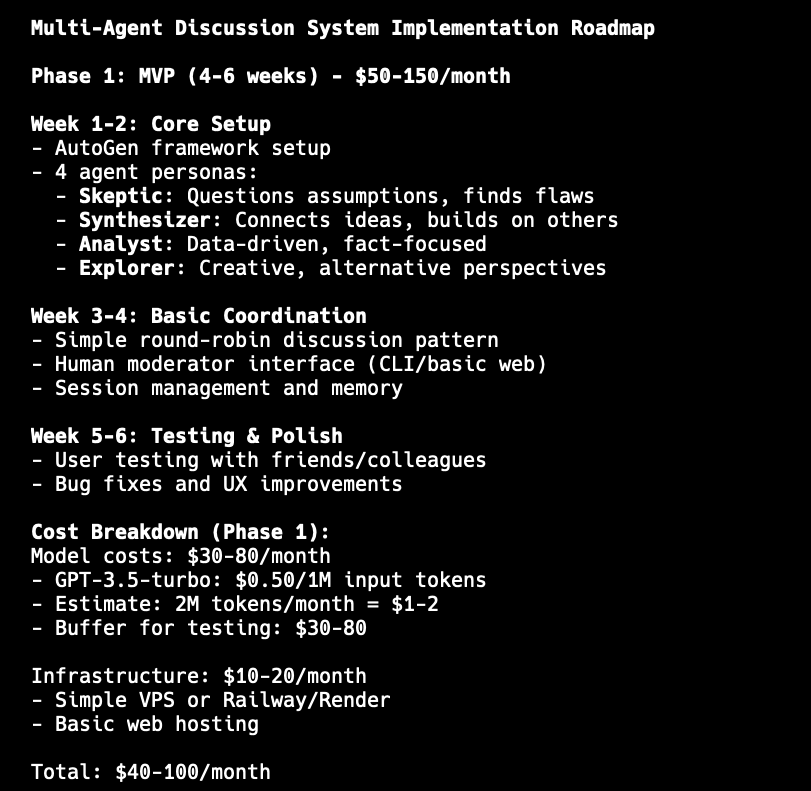 Multi-Agent Discussion System Implementation Roadmap
Phase 1: MVP (4-6 weeks) - $50-150/month
Week 1-2: Core Setup
- AutoGen framework setup
- 4 agent personas:
- Skeptic: Questions assumptions, finds flaws
- Synthesizer: Connects ideas, builds on others
- Analyst: Data-driven, fact-focused
- Explorer: Creative, alternative perspectives
Week 3-4: Basic Coordination
- Simple round-robin discussion pattern
- Human moderator interface (CLI/basic web)
- Session management and memory
Week 5-6: Testing & Polish
- User testing with friends/colleagues
- Bug fixes and UX improvements
Cost Breakdown (Phase 1):
Model costs: $30-80/month
- GPT-3.5-turbo: $0.50/1M input tokens
- Estimate: 2M tokens/month = $1-2
- Buffer for testing: $30-80
Infrastructure: $10-20/month
- Simple VPS or Railway/Render
- Basic web hosting
Total: $40-100/month